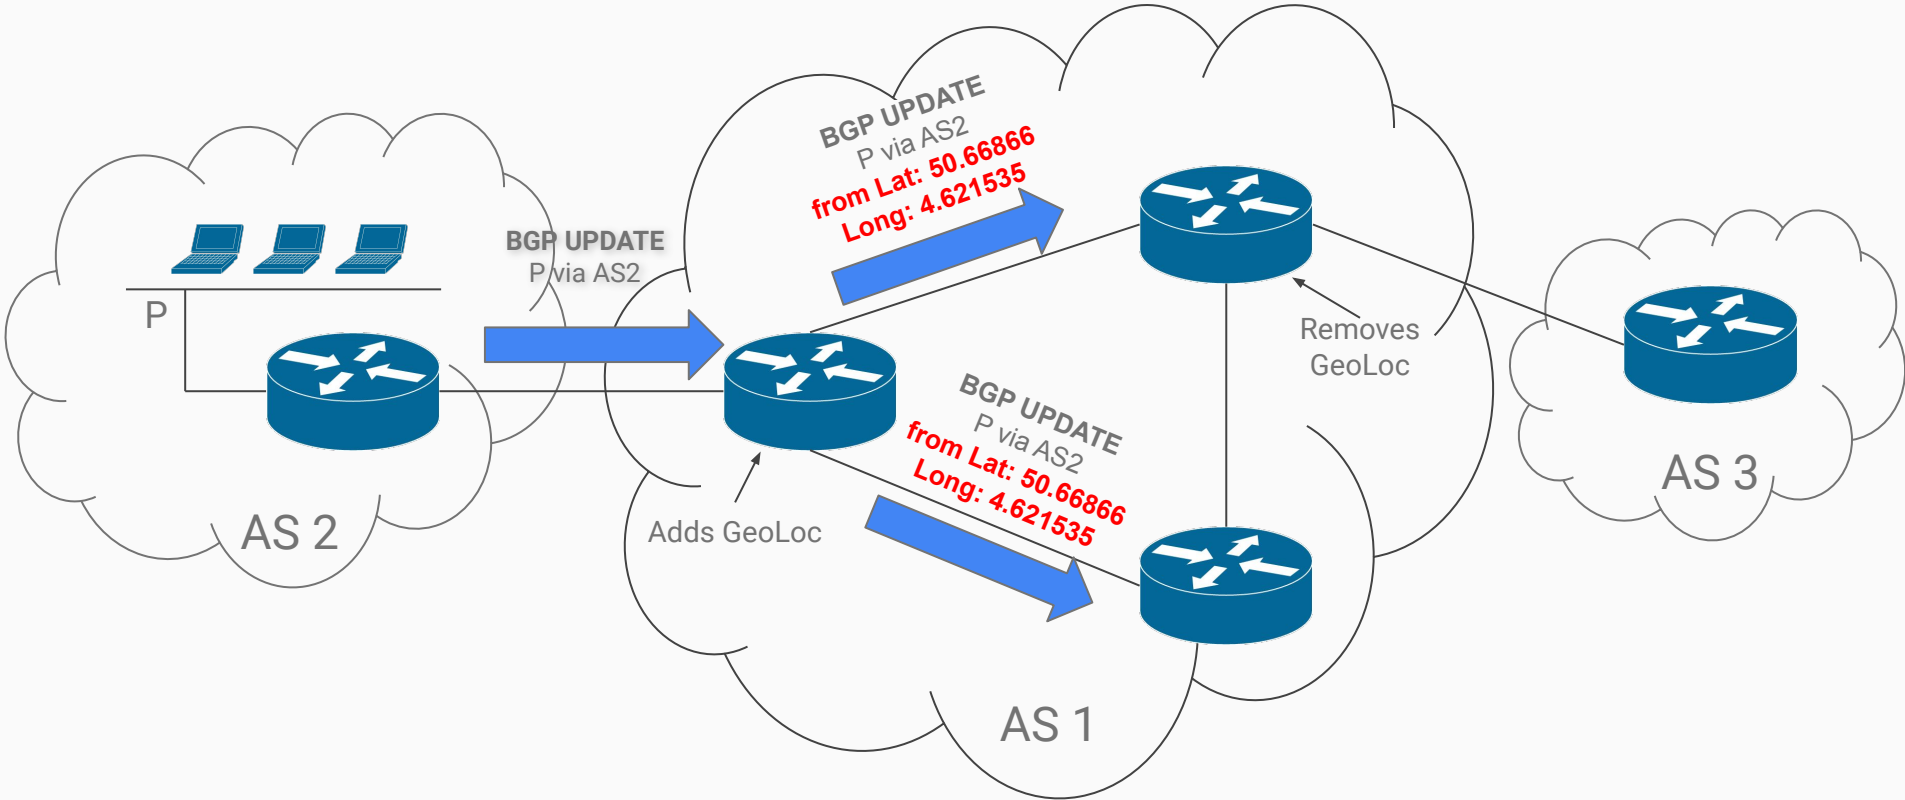 BGP UPDATE
P via AS2
from Lat: 50.66866
Long: 4.621535
BGP UPDATE
P via AS2
P
Removes
GeoLoc
BGP UPDATE
P via AS2
from Lat: 50.66866
Long: 4.621535
Adds GeoLoc
AS 2
AS 3
AS 1